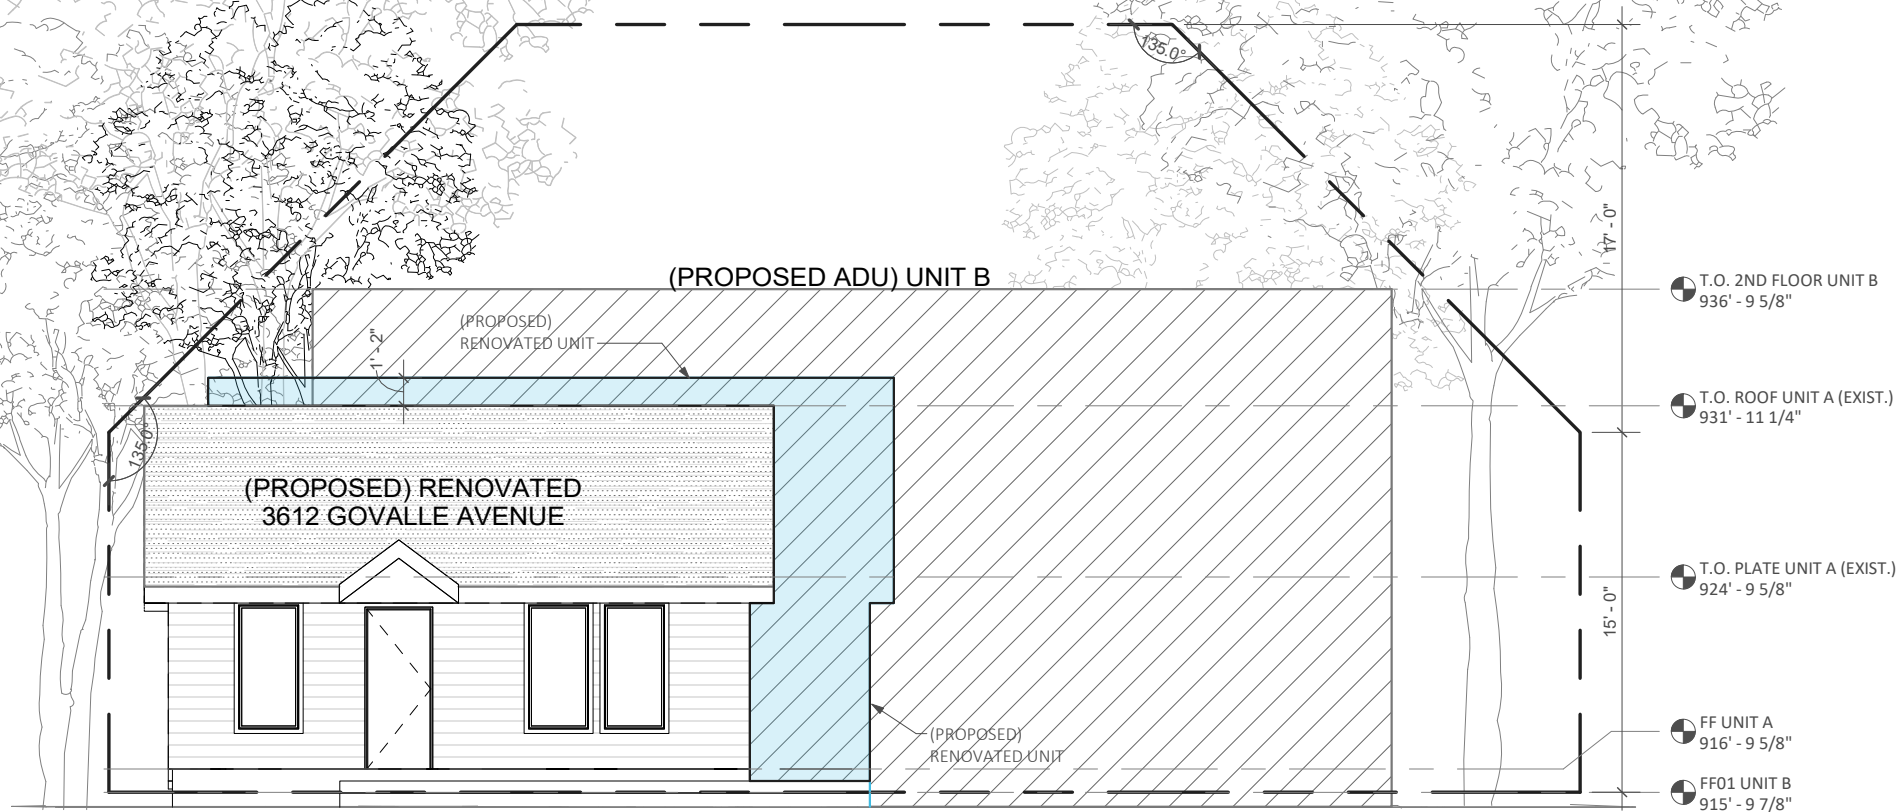 135.0°
17' - 0"
(PROPOSED ADU) UNIT B
T.O. 2ND FLOOR UNIT B
936' - 9 5/8"
(PROPOSED)
RENOVATED UNIT
1' - 2"
T.O. ROOF UNIT A (EXIST.)
931' - 11 1/4"
135.0°
(PROPOSED) RENOVATED
3612 GOVALLE AVENUE
T.O. PLATE UNIT A (EXIST.)
924' - 9 5/8"
15' - 0"
(PROPOSED)
RENOVATED UNIT
FF UNIT A
916' - 9 5/8"
FF01 UNIT B
915' - 9 7/8"